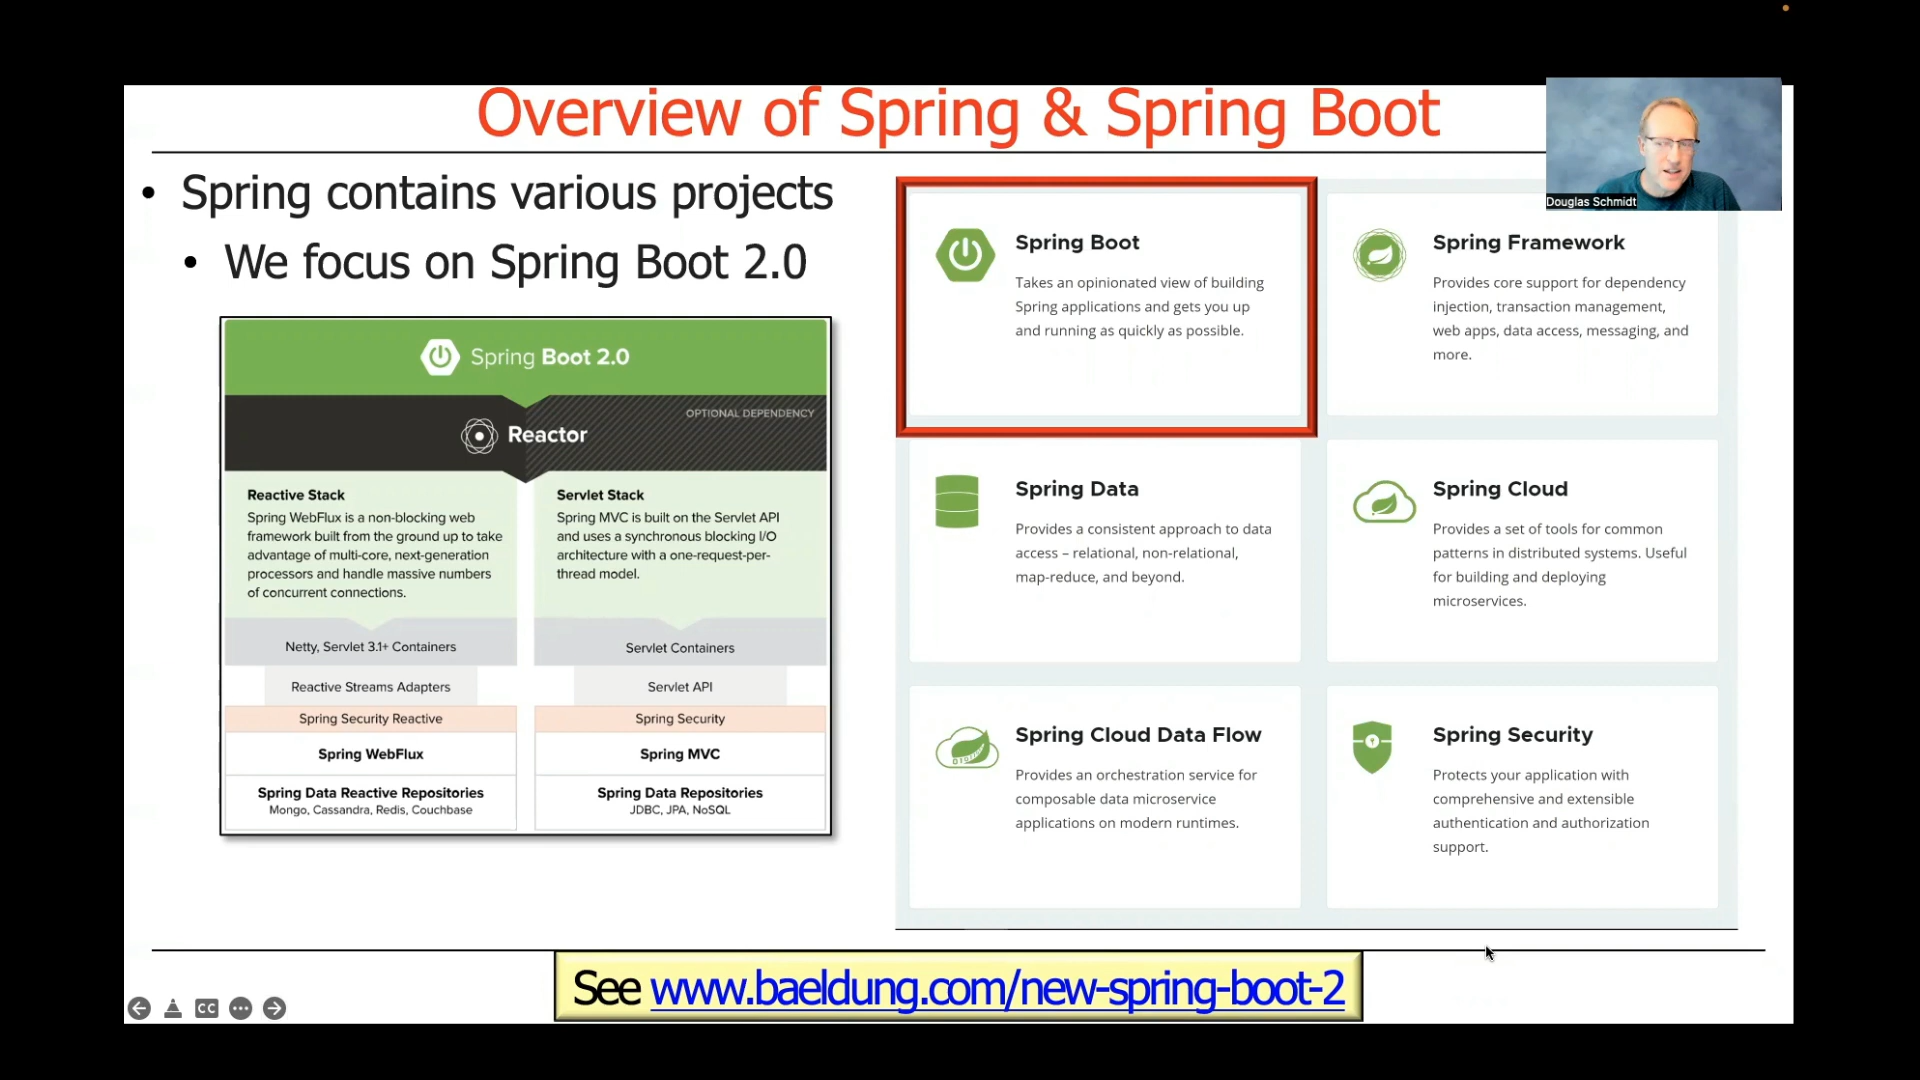 Overview of Spring & Spring Boot
Douglas Schmidt
• Spring contains various projects
• We focus on Spring Boot 2.0
Spring Boot 2.0
OPTIONAL DEPENDENCY
Reactor
Reactive Stack
Spring WebFlux is a non-blocking web
framework built from the ground up to take
advantage of multi-core, next-generation
processors and handle massive numbers
of concurrent connections.
Netty, Servlet 3.1+ Containers
Reactive Streams Adapters
Spring Security Reactive
Spring WebFlux
Spring Data Reactive Repositories
Mongo, Cassandra, Redis, Couchbase
Servlet Stack
Spring MVC is built on the Servlet API
and uses a synchronous blocking I/O
architecture with a one-request-per-
thread model.
Servlet Containers
Servlet API
Spring Security
Spring MVC
Spring Data Repositories
JDBC, JPA, NoSQL
Spring Boot
Takes an opinionated view of building
Spring applications and gets you up
and running as quickly as possible.
Spring Framework
Provides core support for dependency
injection, transaction management,
web apps, data access, messaging, and
more.
Spring Data
Provides a consistent approach to data
access – relational, non-relational,
map-reduce, and beyond.
Spring Cloud
Provides a set of tools for common
patterns in distributed systems. Useful
for building and deploying
microservices.
Spring Cloud Data Flow
Provides an orchestration service for
composable data microservice
applications on modern runtimes.
Spring Security
Protects your application with
comprehensive and extensible
authentication and authorization
support.
See www.baeldung.com/new-spring-boot-2
CC